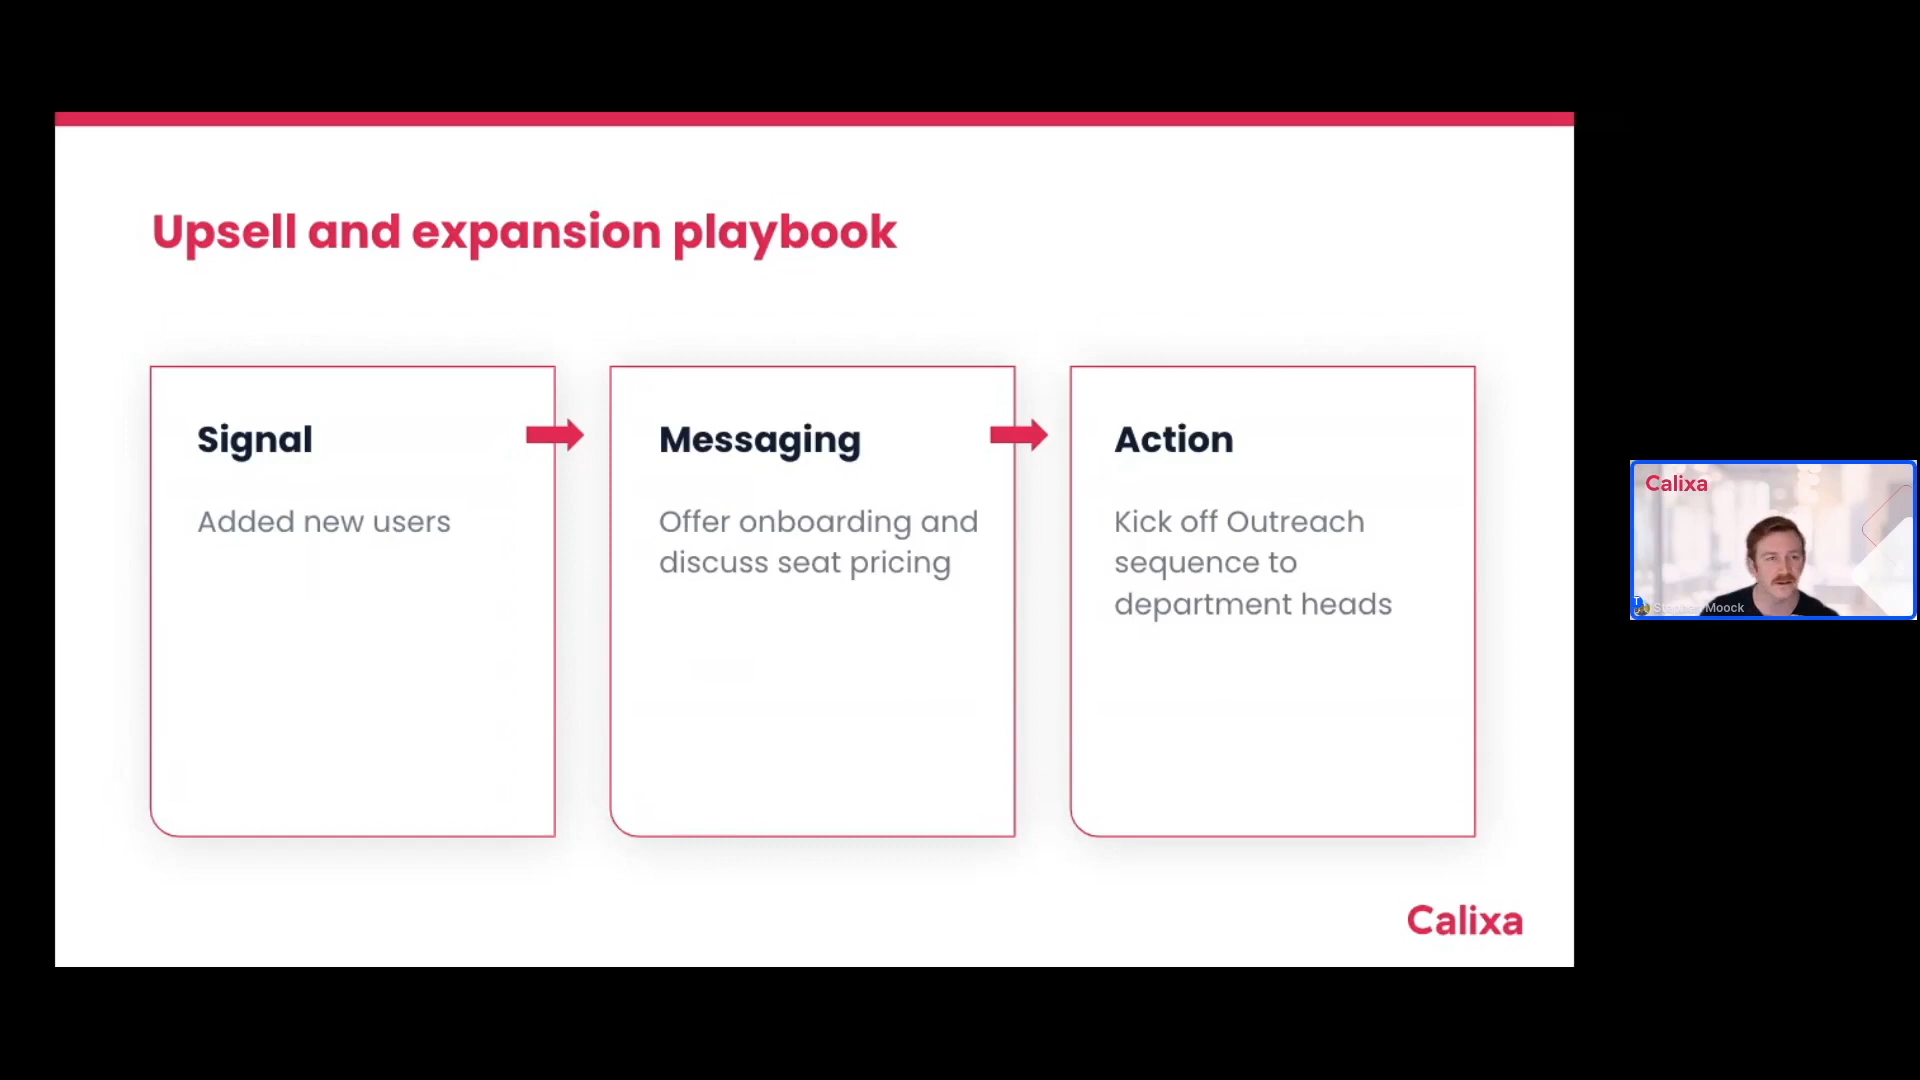 Upsell and expansion playbook
Signal
Added new users
Messaging
Offer onboarding and
discuss seat pricing
Action
Kick off Outreach
sequence to
department heads
Calixa
Calixa
Stephen Moock